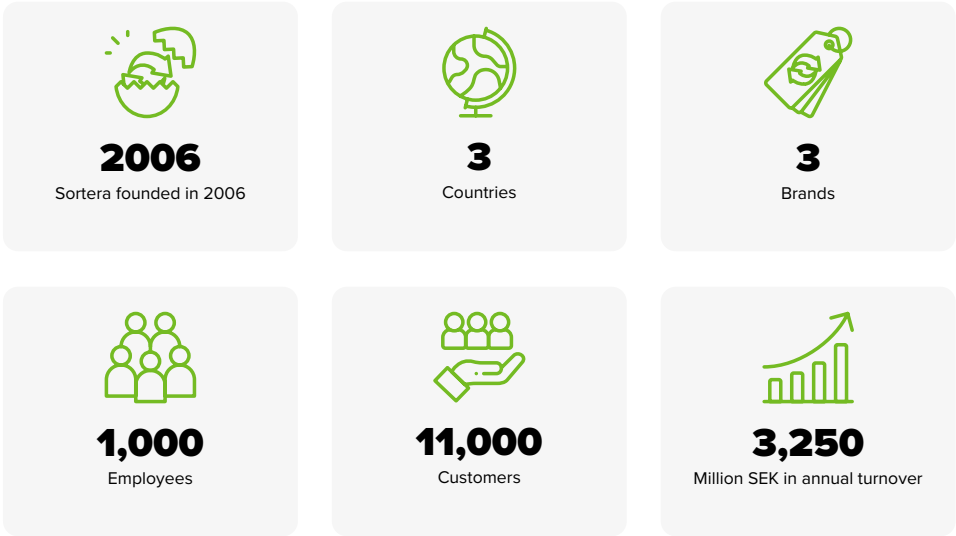 2006
Sortera founded in 2006
3
Countries
3
Brands
1,000
Employees
11,000
Customers
3,250
Million SEK in annual turnover